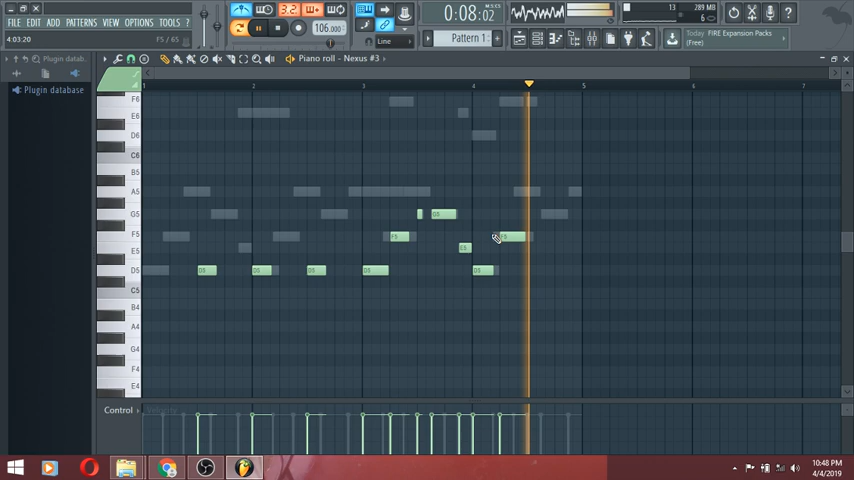 FILE EDIT ADD PATTERNS VIEW OPTIONS TOOLS ?
4:03:20 F5 / 65
3.2
106.000
Line
0:08:02
M:S:CS
Pattern 1
13 289 MB
6
Today FIRE Expansion Packs
(Free)
Plugin datab.
Piano roll - Nexus #3
Plugin database
1 2 3 4 5 6 7
F6
E6
D6
C6
B5
A5
G5
G5
F5
F5
F5
E5
E5
D5
D5
D5
D5
D5
D5
C5
B4
A4
G4
F4
E4
Control
Velocity
10:48 PM
4/4/2019